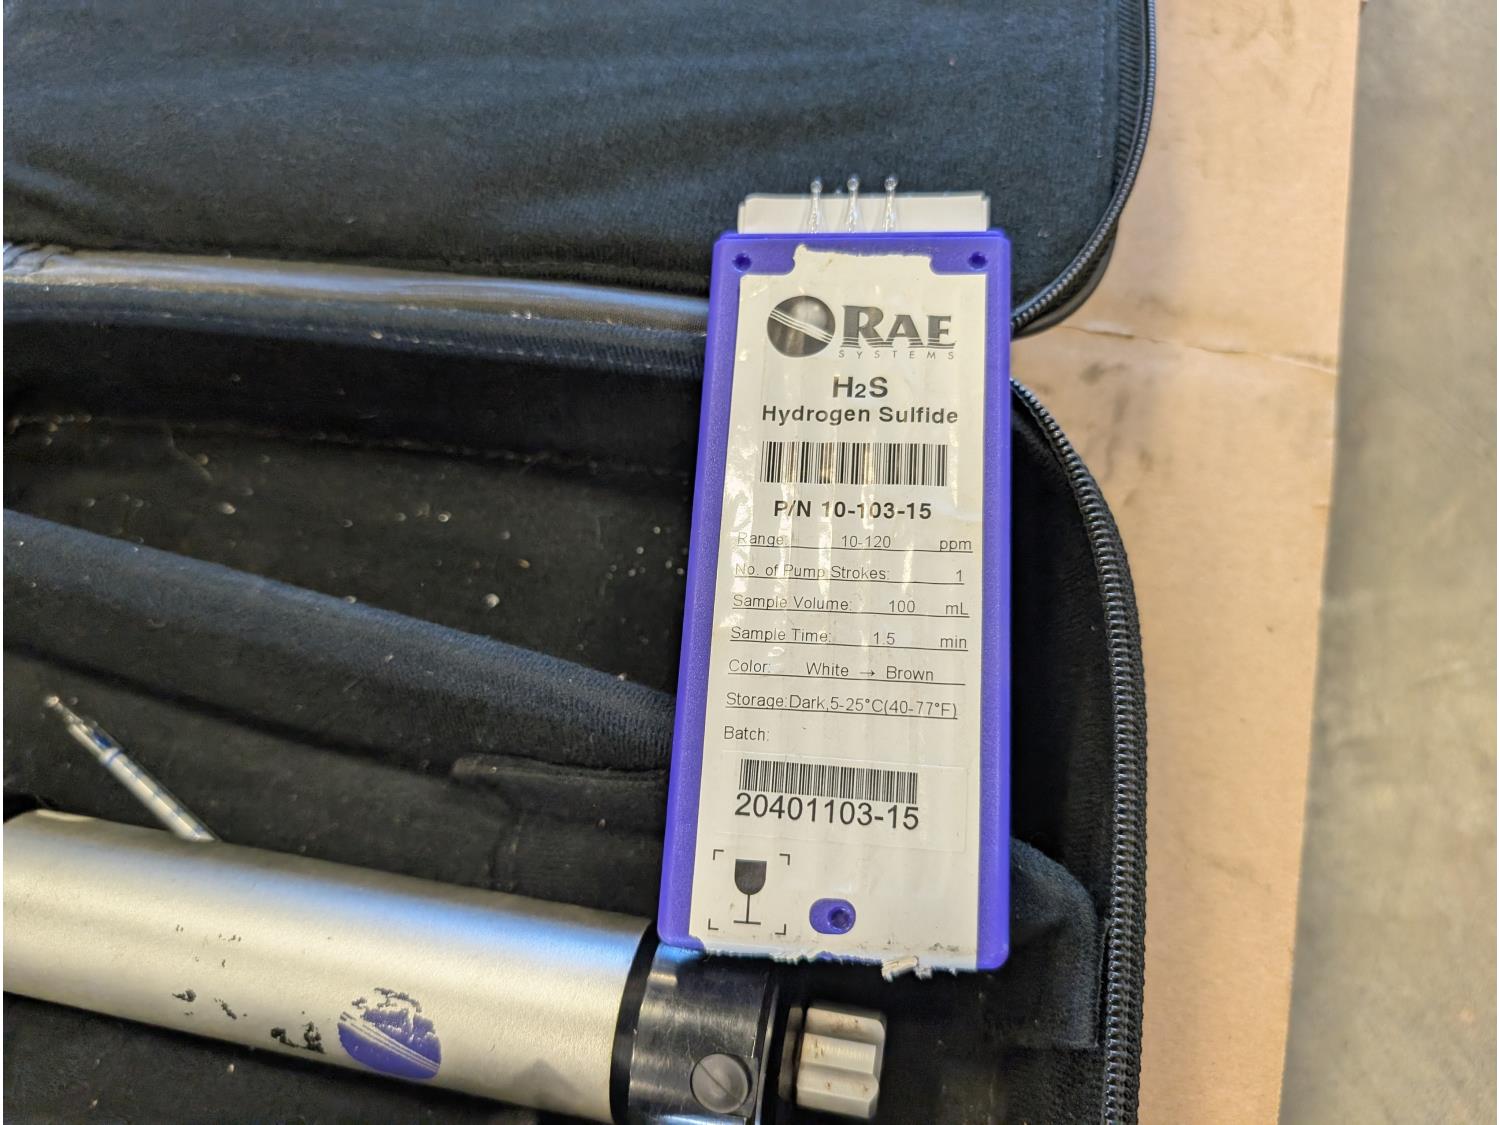 RAE
SYSTEMS
H2S
Hydrogen Sulfide
P/N 10-103-15
Range: 10-120 ppm
No. of Pump Strokes: 1
Sample Volume: 100 mL
Sample Time: 1.5 min
Color: White → Brown
Storage:Dark,5-25°C(40-77°F)
Batch:
20401103-15